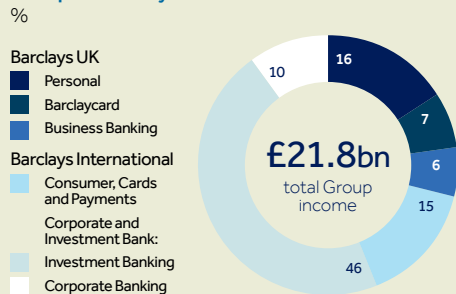 %
Barclays UK
Personal
Barclaycard
Business Banking
Barclays International
Consumer, Cards
and Payments
Corporate and
Investment Bank:
Investment Banking
Corporate Banking
10
16
7
6
15
46
£21.8bn
total Group
income